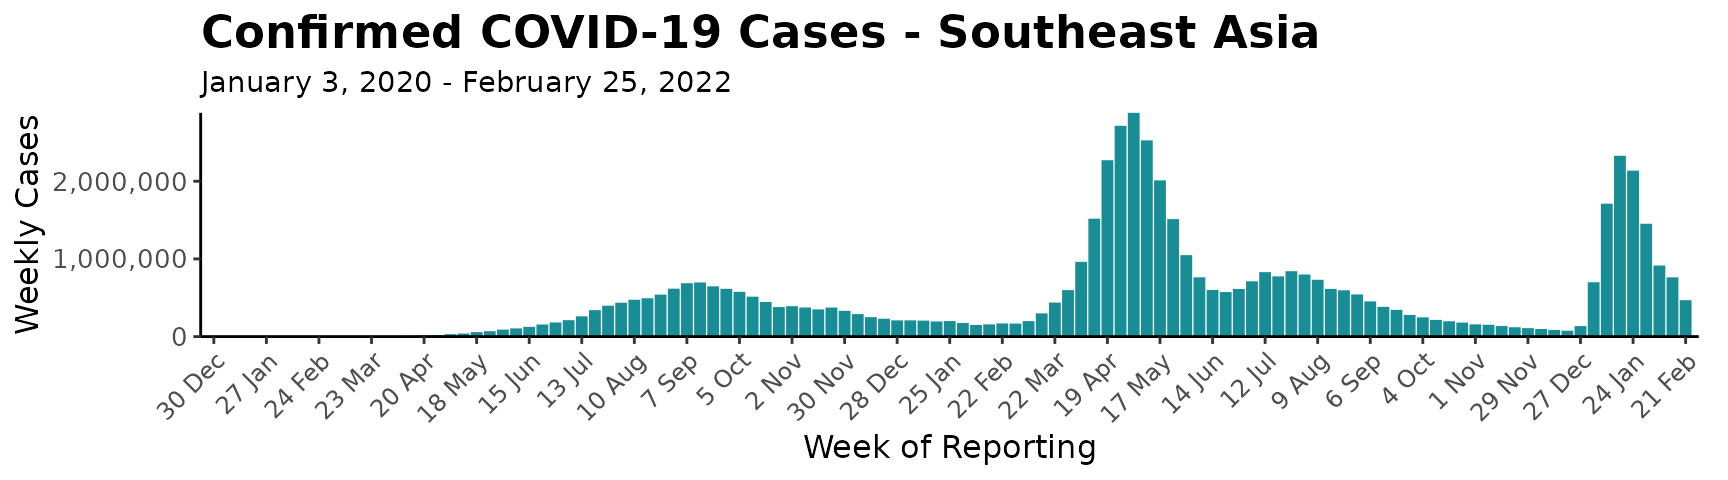 Confirmed COVID-19 Cases - Southeast Asia
January 3, 2020 - February 25, 2022
Weekly Cases
2,000,000
1,000,000
0
30 Dec
27 Jan
24 Feb
23 Mar
20 Apr
18 May
15 Jun
13 Jul
10 Aug
7 Sep
5 Oct
2 Nov
30 Nov
28 Dec
25 Jan
22 Feb
22 Mar
19 Apr
17 May
14 Jun
12 Jul
9 Aug
6 Sep
4 Oct
1 Nov
29 Nov
27 Dec
24 Jan
21 Feb
Week of Reporting